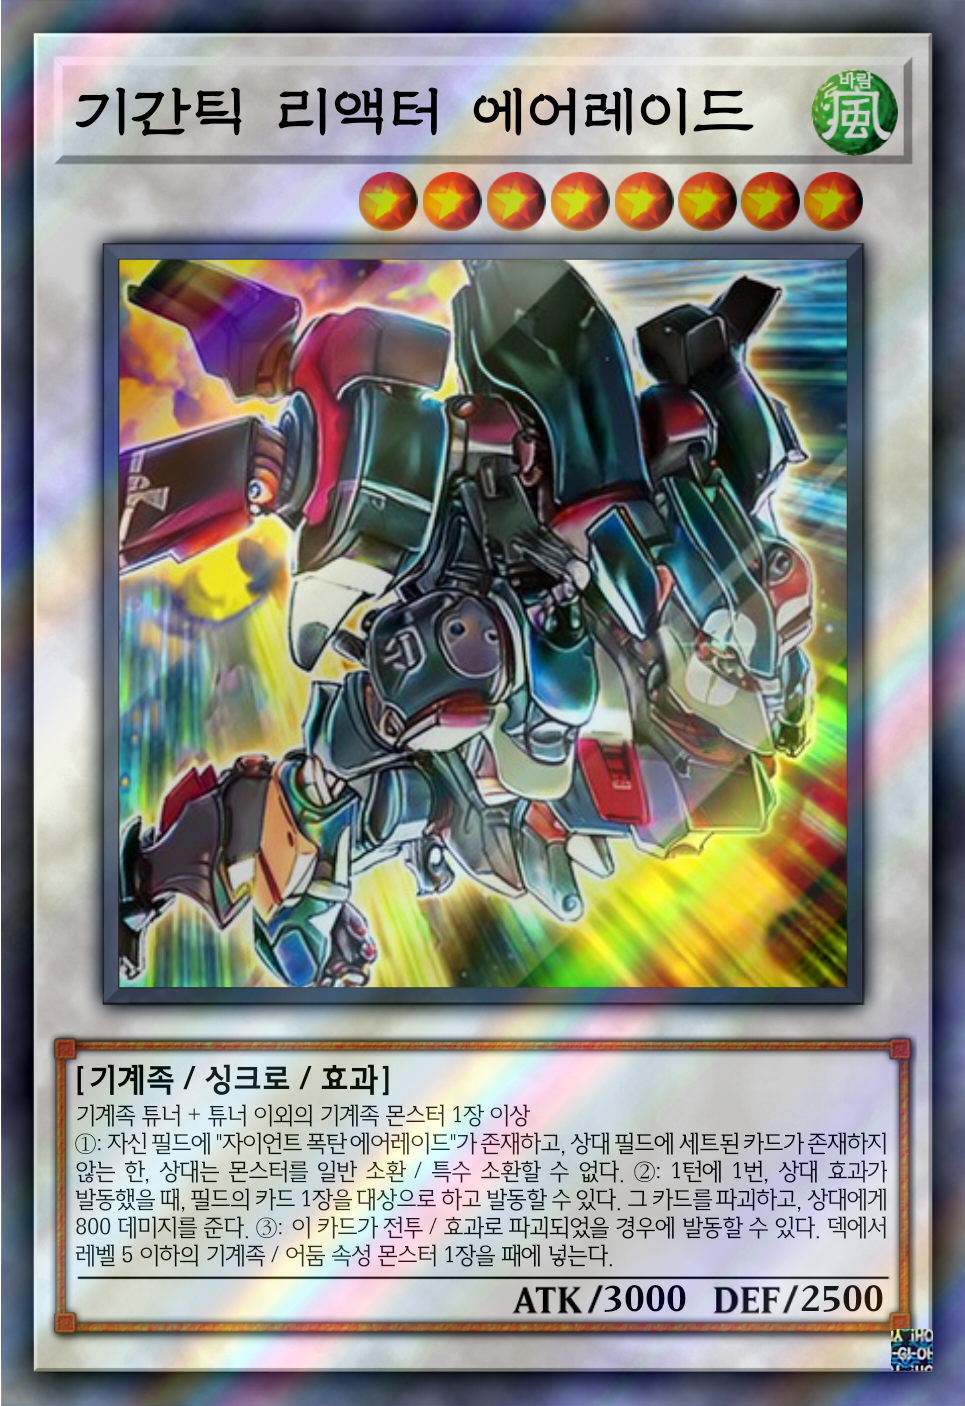 기간틱 리액터 에어레이드
바람
風
[기계족 / 싱크로 / 효과]
기계족 튜너 + 튜너 이외의 기계족 몬스터 1장 이상
①: 자신 필드에 "자이언트 폭탄 에어레이드"가 존재하고, 상대 필드에 세트된 카드가 존재하지
않는 한, 상대는 몬스터를 일반 소환 / 특수 소환할 수 없다. ②: 1턴에 1번, 상대 효과가
발동했을 때, 필드의 카드 1장을 대상으로 하고 발동할 수 있다. 그 카드를 파괴하고, 상대에게
800 데미지를 준다. ③: 이 카드가 전투 / 효과로 파괴되었을 경우에 발동할 수 있다. 덱에서
레벨 5 이하의 기계족 / 어둠 속성 몬스터 1장을 패에 넣는다.
ATK/3000 DEF/2500